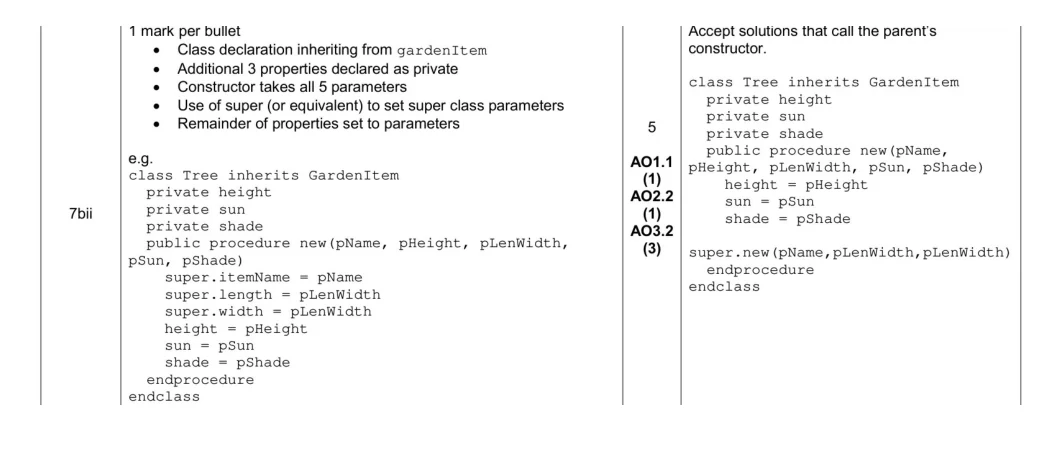 1 mark per bullet
• Class declaration inheriting from gardenItem
• Additional 3 properties declared as private
• Constructor takes all 5 parameters
• Use of super (or equivalent) to set super class parameters
• Remainder of properties set to parameters
e.g.
class Tree inherits GardenItem
private height
private sun
private shade
public procedure new(pName, pHeight, pLenWidth,
pSun, pShade)
super.itemName = pName
super.length = pLenWidth
super.width = pLenWidth
height = pHeight
sun = pSun
shade = pShade
endprocedure
endclass
7bii
5
AO1.1
(1)
AO2.2
(1)
AO3.2
(3)
Accept solutions that call the parent's
constructor.
class Tree inherits GardenItem
private height
private sun
private shade
public procedure new(pName,
pHeight, pLenWidth, pSun, pShade)
height = pHeight
sun = pSun
shade = pShade
super.new(pName,pLenWidth,pLenWidth)
endprocedure
endclass